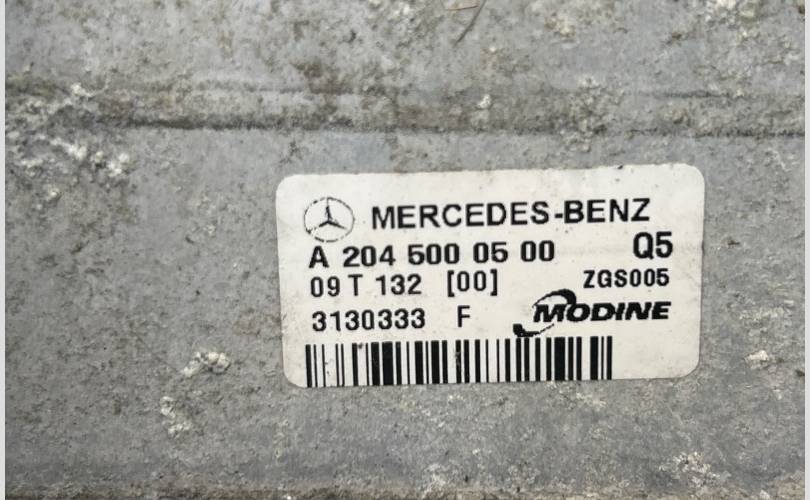 MERCEDES-BENZ
A 204 500 05 00 Q5
09 T 132 [00] ZGS005
3130333 F MODINE